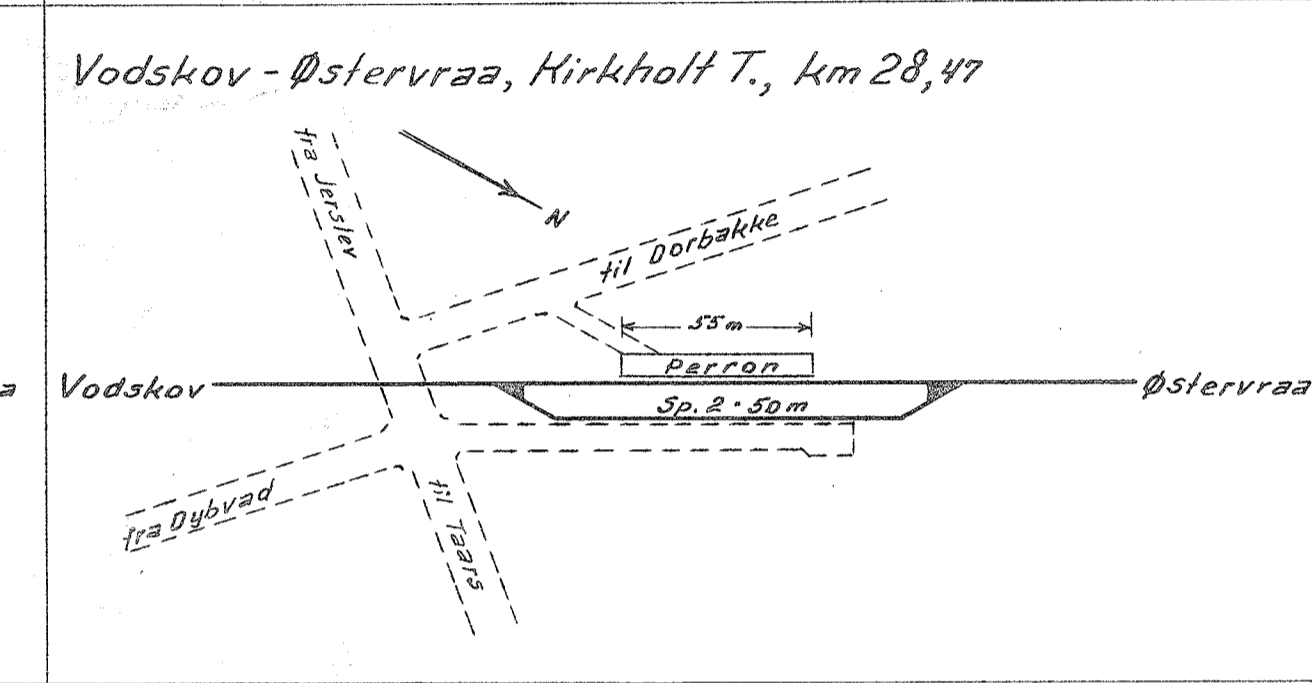 Vodskov - Østervraa, Kirkholt T., km 28,47
fra Jerslev
N
til Dorbakke
55 m
Perron
a
Vodskov
Østervraa
Sp. 2 - 50 m
fra Dybvad
til Taars